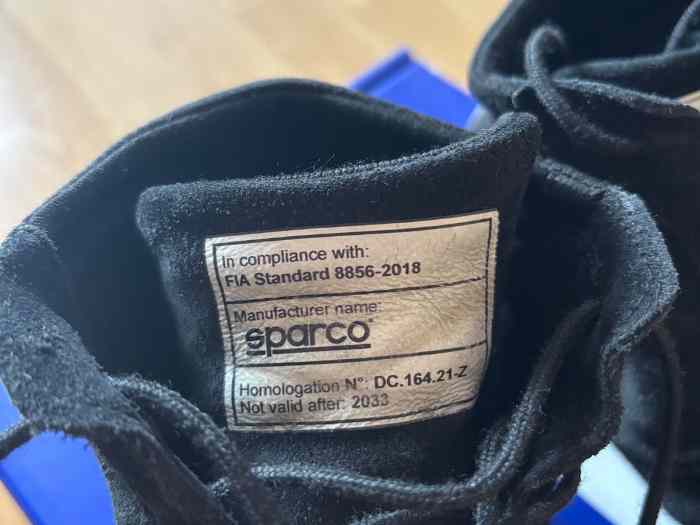 In compliance with:
FIA Standard 8856-2018
Manufacturer name:
sparco
Homologation N°: DC.164.21-Z
Not valid after: 2033